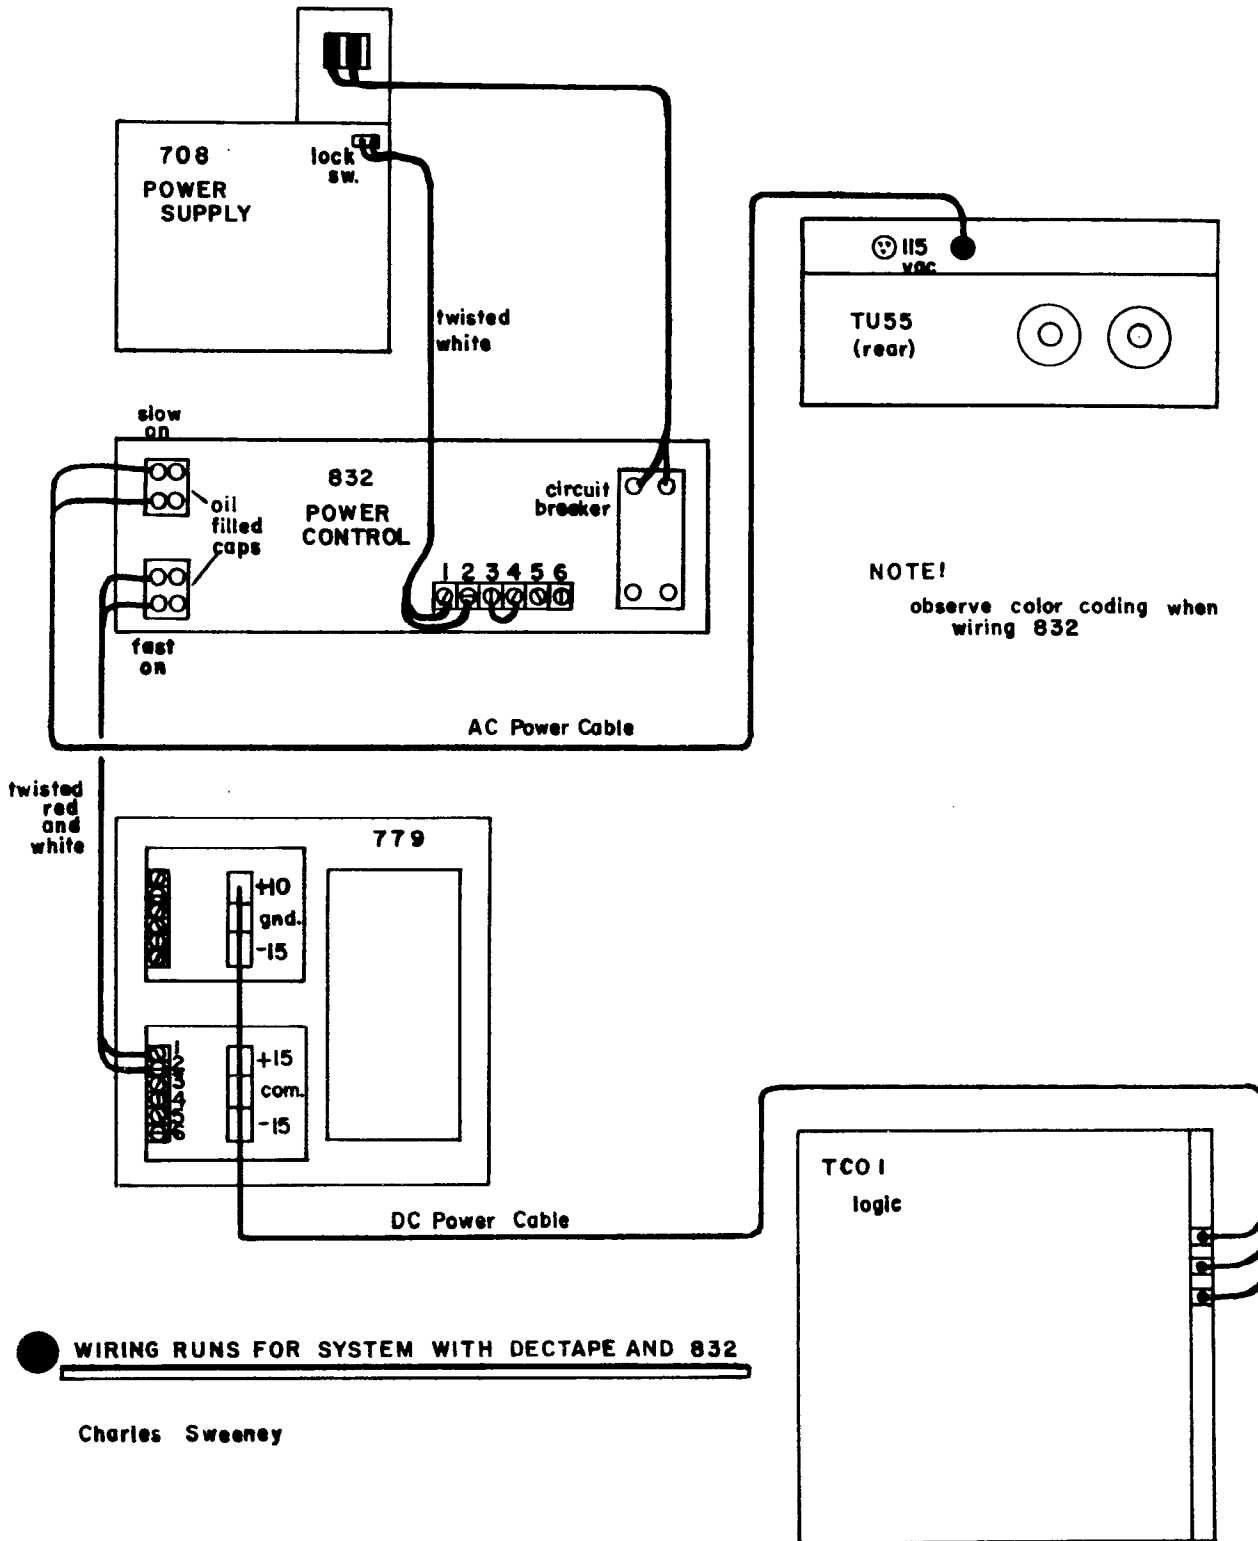 708
POWER
SUPPLY
lock
sw.
115
vac
TU55
(rear)
twisted
white
slow
on
832
POWER
CONTROL
oil
filled
caps
circuit
breaker
1 2 3 4 5 6
fast
on
NOTE!
observe color coding when
wiring 832
AC Power Cable
twisted
red
and
white
779
+10
gnd.
-15
1
2
3
4
5
6
+15
com.
-15
DC Power Cable
TC01
logic
WIRING RUNS FOR SYSTEM WITH DECTAPE AND 832
Charles Sweeney